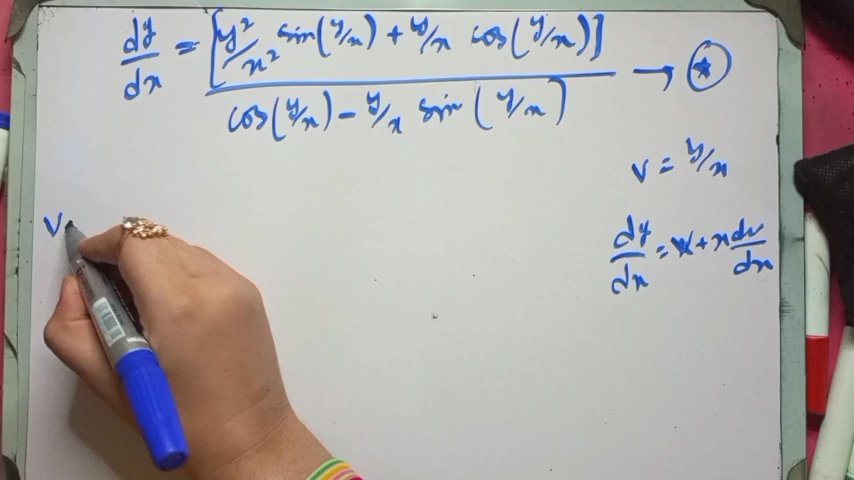 dy/dx = [y²/x² sin(y/x) + y/x cos(y/x)] / cos(y/x) - y/x sin(y/x) → ⊛
v = y/x
dy/dx = v + x dv/dx
v